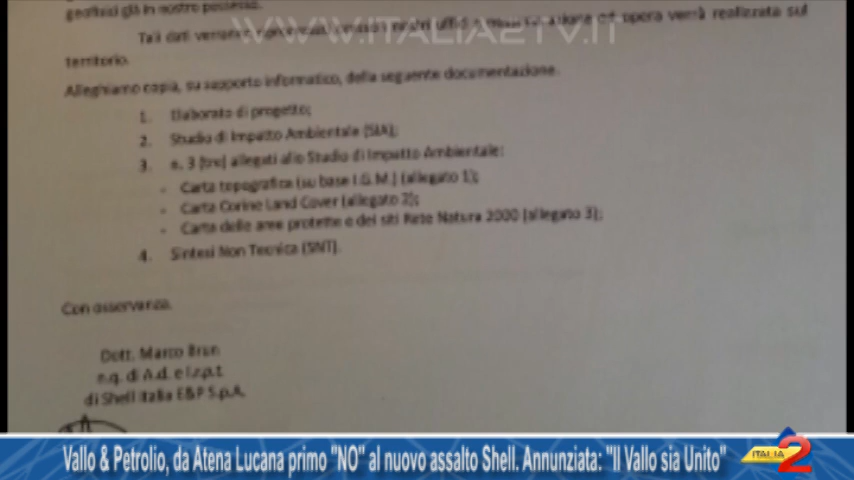 geofisici già in nostro possesso.
WWW.ITALIA2TV.IT
Tali dati verranno i nostri uffici e ed opera verrà realizzata sul
territorio.
Alleghiamo copia, su supporto informatico, della seguente documentazione.
1. Elaborato di progetto;
2. Studio di Impatto Ambientale (SIA);
3. n. 3 (tre) allegati allo Studio di Impatto Ambientale:
- Carta topografica (su base I.G.M.) (allegato 1);
- Carta Corine Land Cover (allegato 2);
- Carta delle aree protette e dei siti Rete Natura 2000 (allegato 3);
4. Sintesi Non Tecnica (SNT).
Con osservanza.
Dott. Marco Brun
n.q. di A.d. e l.r.p.t.
di Shell Italia E&P S.p.A.
Vallo & Petrolio, da Atena Lucana primo "NO" al nuovo assalto Shell. Annunziata: "Il Vallo sia Unito"
ITALIA 2